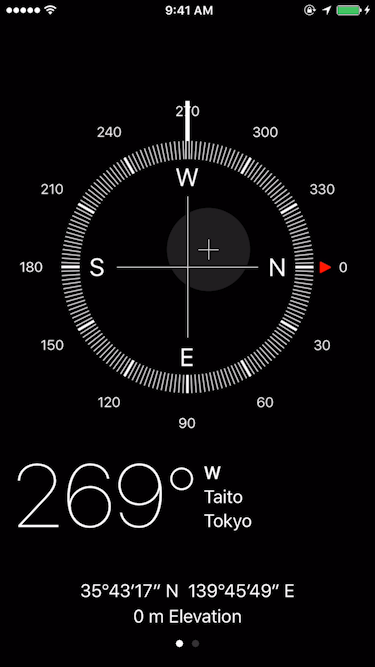 9:41 AM
270
240
300
210
330
W
180
S
N
0
150
30
E
120
60
90
269° W
Taito
Tokyo
35°43’17” N 139°45’49” E
0 m Elevation